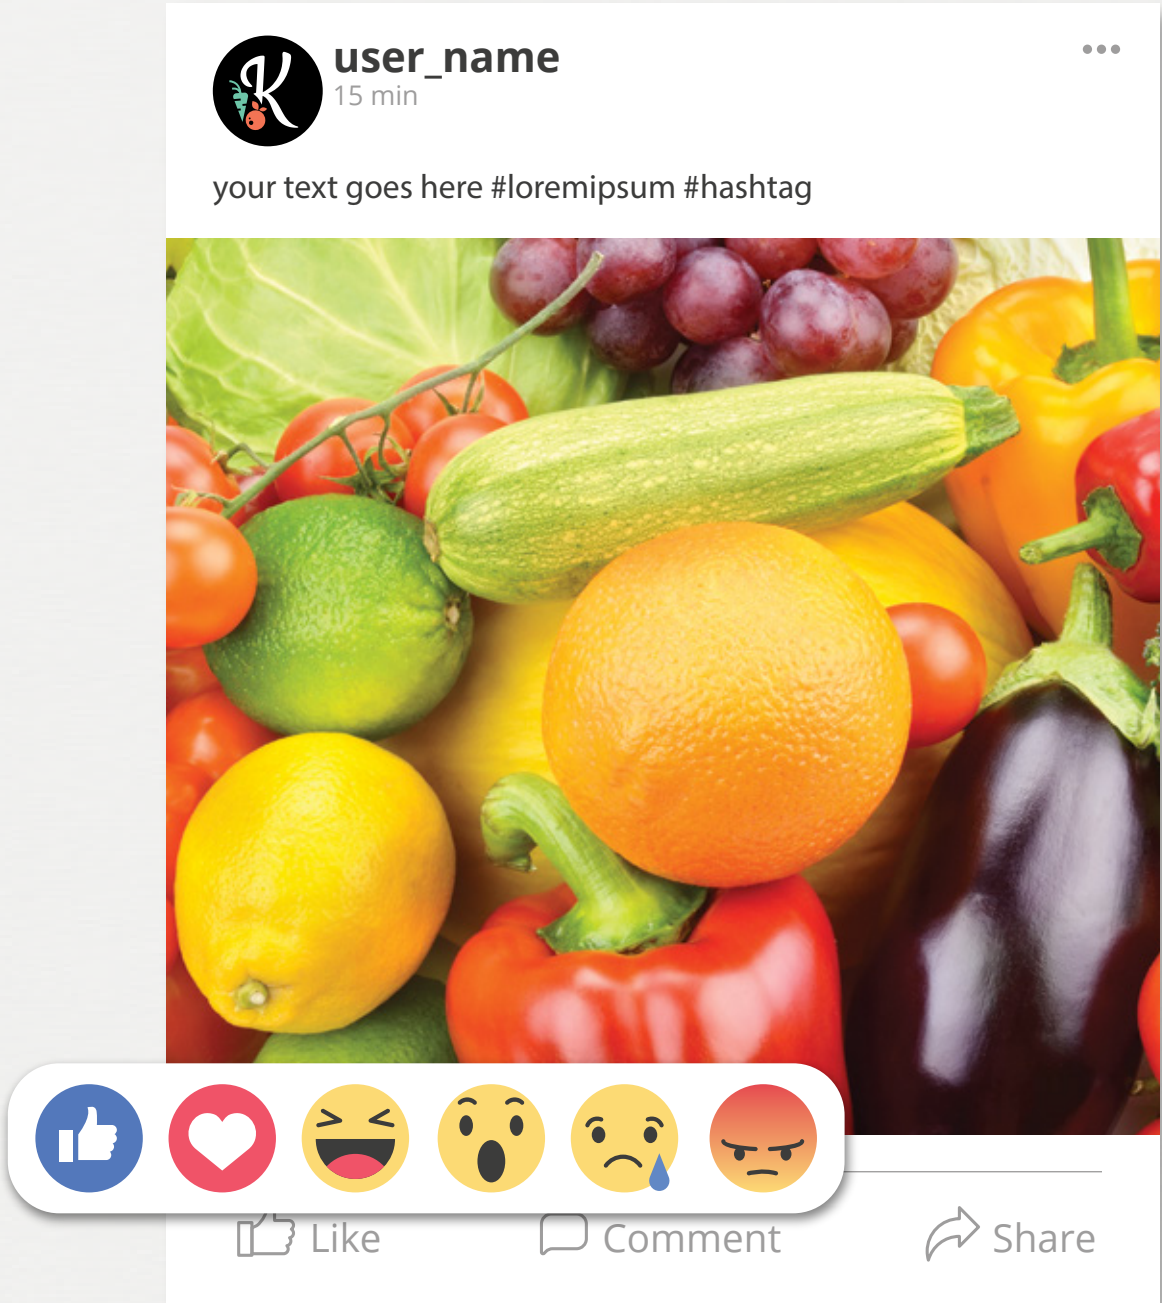 K
user_name
15 min
your text goes here #loremipsum #hashtag
Like
Comment
Share